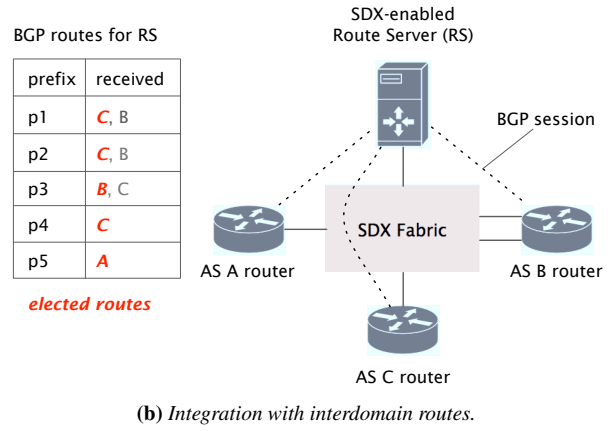 SDX-enabled
Route Server (RS)
BGP routes for RS
prefix received
p1 C, B
p2 C, B
p3 B, C
p4 C
p5 A
elected routes
BGP session
SDX Fabric
AS A router
AS B router
AS C router
(b) Integration with interdomain routes.